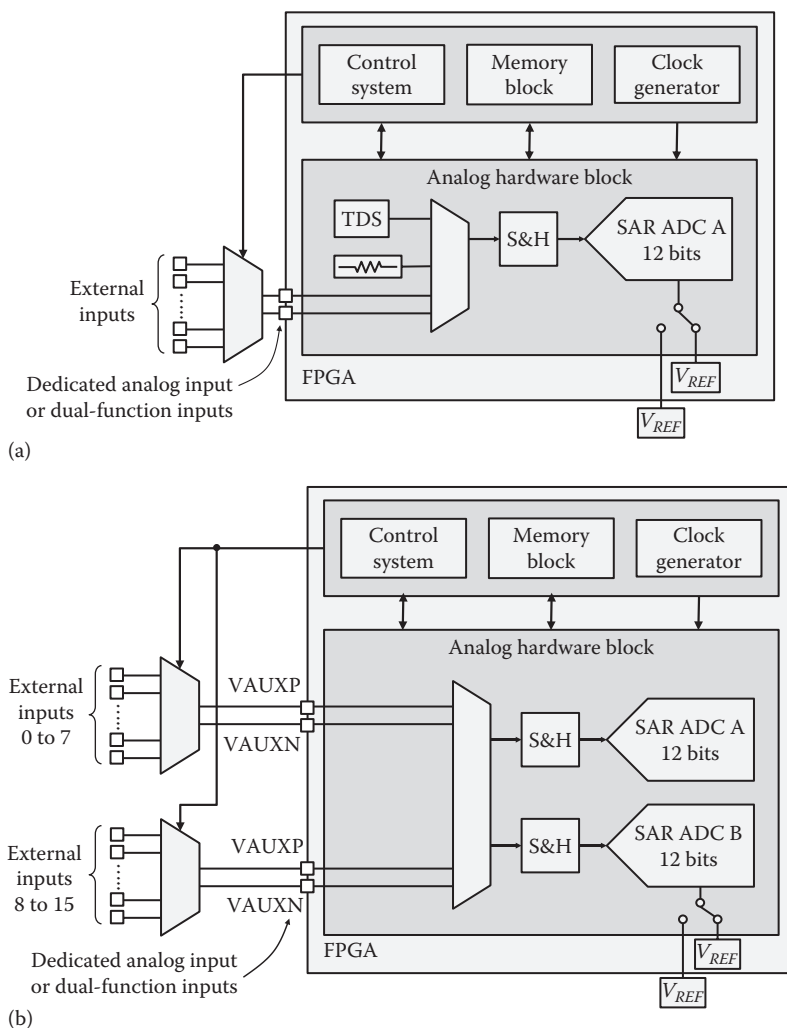 Control
system
Memory
block
Clock
generator
Analog hardware block
TDS
S&H
SAR ADC A
12 bits
External
inputs
Dedicated analog input
or dual-function inputs
FPGA
V_REF
V_REF
(a)
Control
system
Memory
block
Clock
generator
Analog hardware block
External
inputs
0 to 7
VAUXP
VAUXN
S&H
SAR ADC A
12 bits
External
inputs
8 to 15
VAUXP
VAUXN
S&H
SAR ADC B
12 bits
Dedicated analog input
or dual-function inputs
FPGA
V_REF
V_REF
(b)